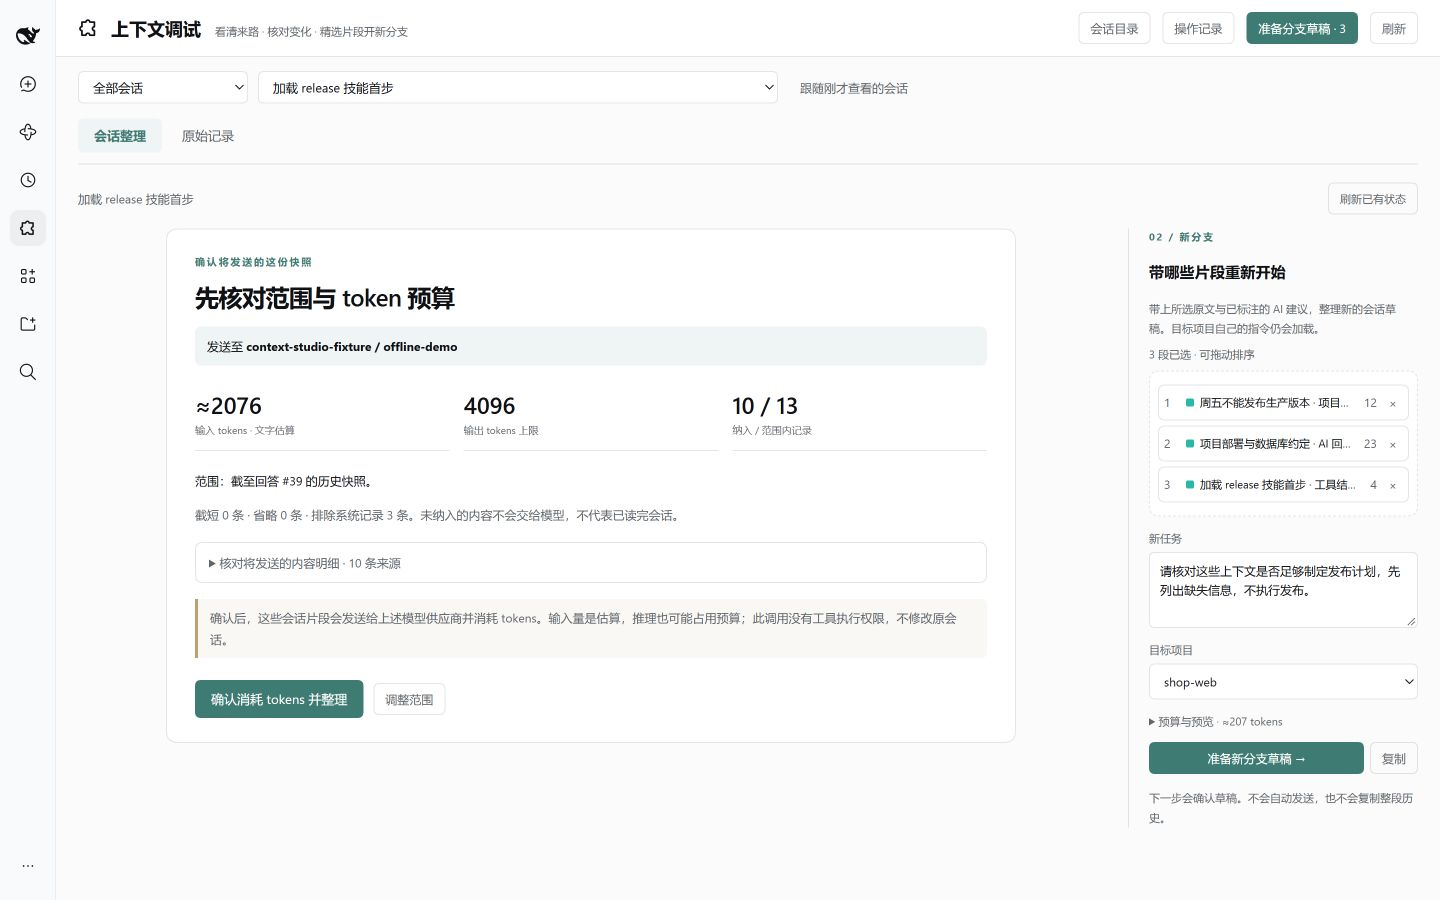 上下文调试
看清来路 · 核对变化 · 精选片段开新分支
会话目录
操作记录
准备分支草稿 · 3
刷新
全部会话
加载 release 技能首步
跟随刚才查看的会话
会话整理
原始记录
加载 release 技能首步
刷新已有状态
确认将发送的这份快照
先核对范围与 token 预算
发送至 context-studio-fixture / offline-demo
≈2076
输入 tokens · 文字估算
4096
输出 tokens 上限
10 / 13
纳入 / 范围内记录
范围：截至回答 #39 的历史快照。
截短 0 条 · 省略 0 条 · 排除系统记录 3 条。未纳入的内容不会交给模型，不代表已读完会话。
▶ 核对将发送的内容明细 · 10 条来源
确认后，这些会话片段会发送给上述模型供应商并消耗 tokens。输入量是估算，推理也可能占用预算；此调用没有工具执行权限，不修改原会
话。
确认消耗 tokens 并整理
调整范围
02 / 新分支
带哪些片段重新开始
带上所选原文与已标注的 AI 建议，整理新的会话草
稿。目标项目自己的指令仍会加载。
3 段已选 · 可拖动排序
1 周五不能发布生产版本 · 项目... 12 ×
2 项目部署与数据库约定 · AI 回... 23 ×
3 加载 release 技能首步 · 工具结... 4 ×
新任务
请核对这些上下文是否足够制定发布计划，先
列出缺失信息，不执行发布。
目标项目
shop-web
▶ 预算与预览 · ≈207 tokens
准备新分支草稿 →
复制
下一步会确认草稿。不会自动发送，也不会复制整段历
史。
...